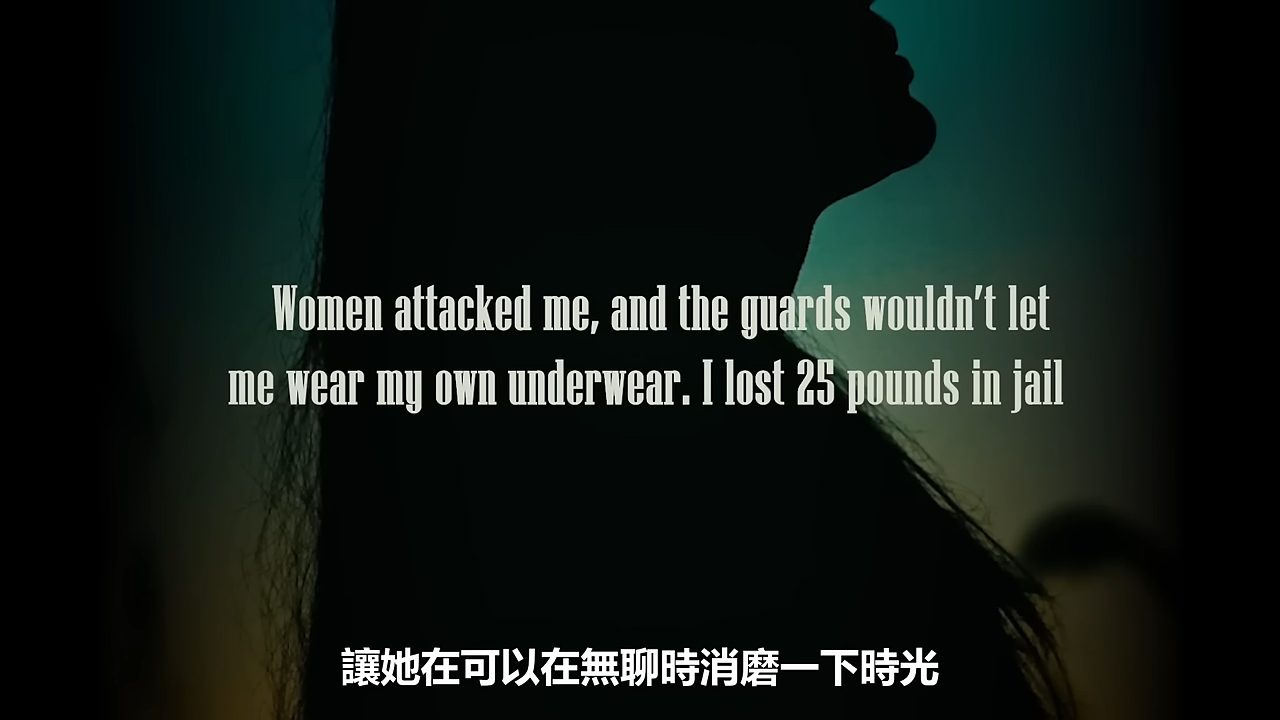 Women attacked me, and the guards wouldn't let
me wear my own underwear. I lost 25 pounds in jail
讓她在可以在無聊時消磨一下時光